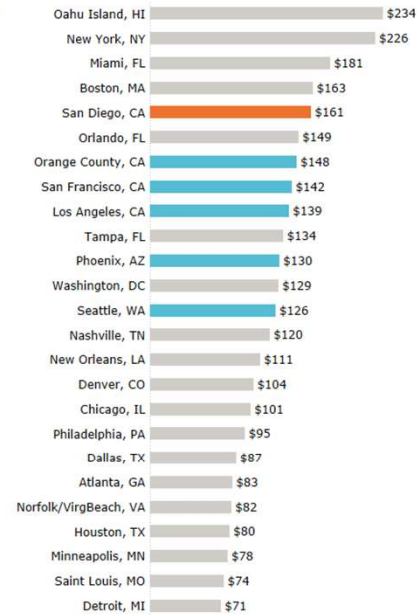 Oahu Island, HI $234
New York, NY $226
Miami, FL $181
Boston, MA $163
San Diego, CA $161
Orlando, FL $149
Orange County, CA $148
San Francisco, CA $142
Los Angeles, CA $139
Tampa, FL $134
Phoenix, AZ $130
Washington, DC $129
Seattle, WA $126
Nashville, TN $120
New Orleans, LA $111
Denver, CO $104
Chicago, IL $101
Philadelphia, PA $95
Dallas, TX $87
Atlanta, GA $83
Norfolk/VirgBeach, VA $82
Houston, TX $80
Minneapolis, MN $78
Saint Louis, MO $74
Detroit, MI $71